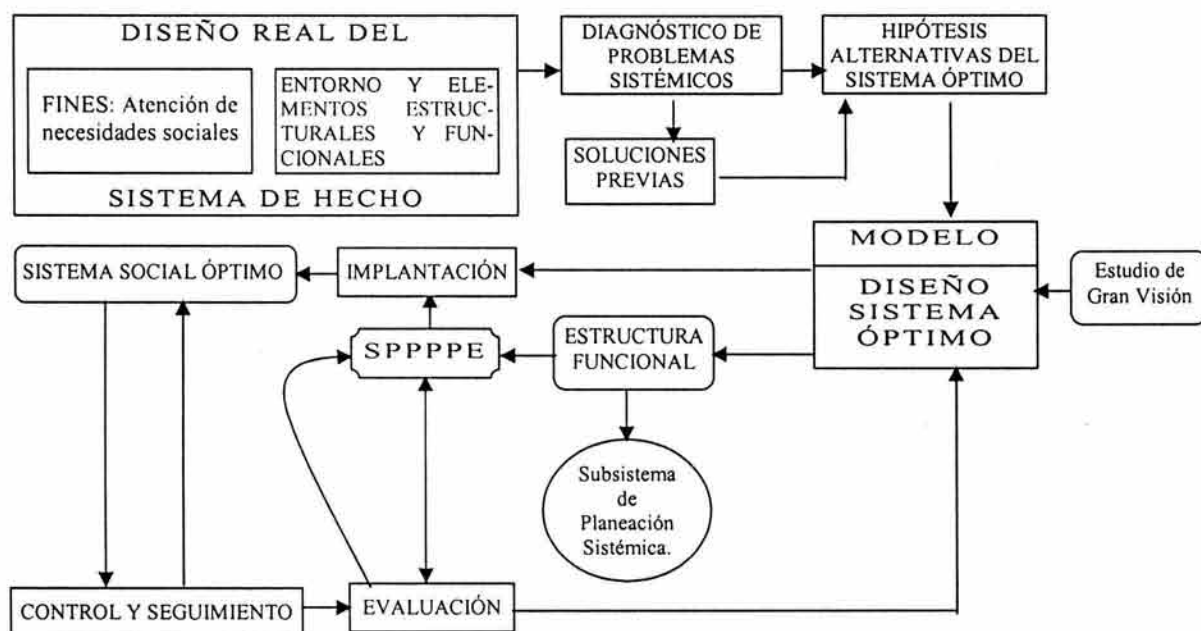 DISEÑO REAL DEL
FINES: Atención de
necesidades sociales
ENTORNO Y ELE-
MENTOS ESTRUC-
TURALES Y FUN-
CIONALES
SISTEMA DE HECHO
DIAGNÓSTICO DE
PROBLEMAS
SISTÉMICOS
HIPÓTESIS
ALTERNATIVAS DEL
SISTEMA ÓPTIMO
SOLUCIONES
PREVIAS
MODELO
DISEÑO
SISTEMA
ÓPTIMO
Estudio de
Gran Visión
SISTEMA SOCIAL ÓPTIMO
IMPLANTACIÓN
SPPPPE
ESTRUCTURA
FUNCIONAL
Subsistema
de
Planeación
Sistémica.
CONTROL Y SEGUIMIENTO
EVALUACIÓN